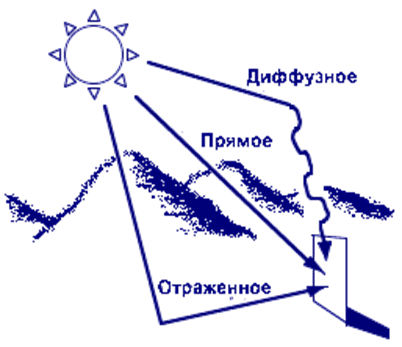 Диффузное
Прямое
Отраженное